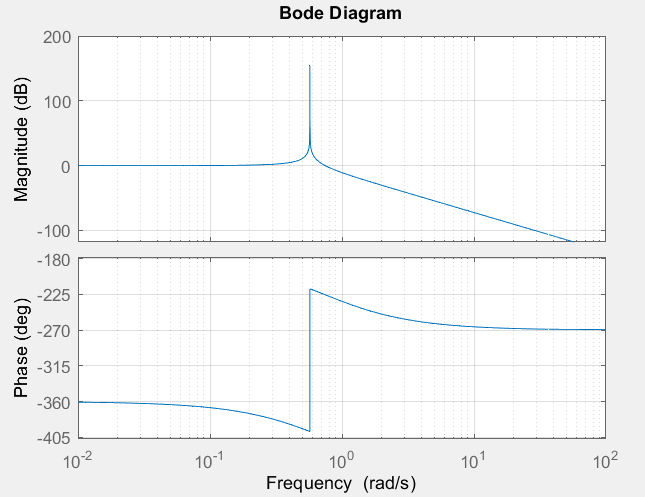 Bode Diagram
200
100
0
-100
Magnitude (dB)
-180
-225
-270
-315
-360
-405
Phase (deg)
10^-2 10^-1 10^0 10^1 10^2
Frequency (rad/s)